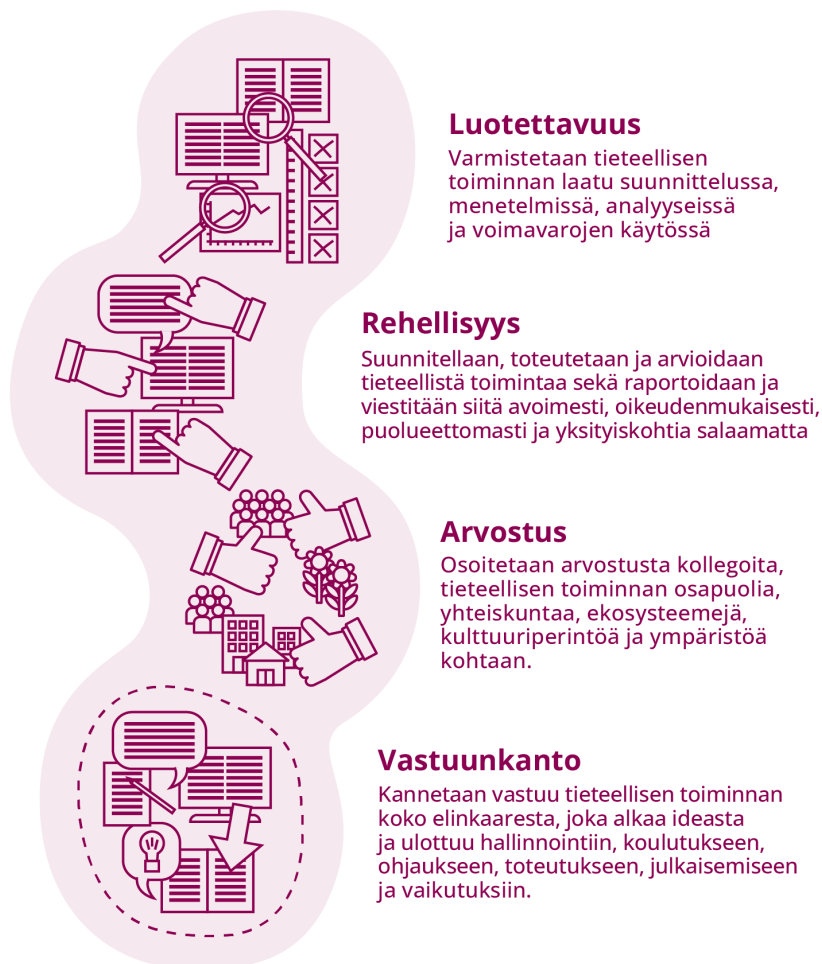 Luotettavuus
Varmistetaan tieteellisen
toiminnan laatu suunnittelussa,
menetelmissä, analyyseissä
ja voimavarojen käytössä
Rehellisyys
Suunnitellaan, toteutetaan ja arvioidaan
tieteellistä toimintaa sekä raportoidaan ja
viestitään siitä avoimesti, oikeudenmukaisesti,
puolueettomasti ja yksityiskohtia salaamatta
Arvostus
Osoitetaan arvostusta kollegoita,
tieteellisen toiminnan osapuolia,
yhteiskuntaa, ekosysteemejä,
kulttuuriperintöä ja ympäristöä
kohtaan.
Vastuunkanto
Kannetaan vastuu tieteellisen toiminnan
koko elinkaaresta, joka alkaa ideasta
ja ulottuu hallinnointiin, koulutukseen,
ohjaukseen, toteutukseen, julkaisemiseen
ja vaikutuksiin.